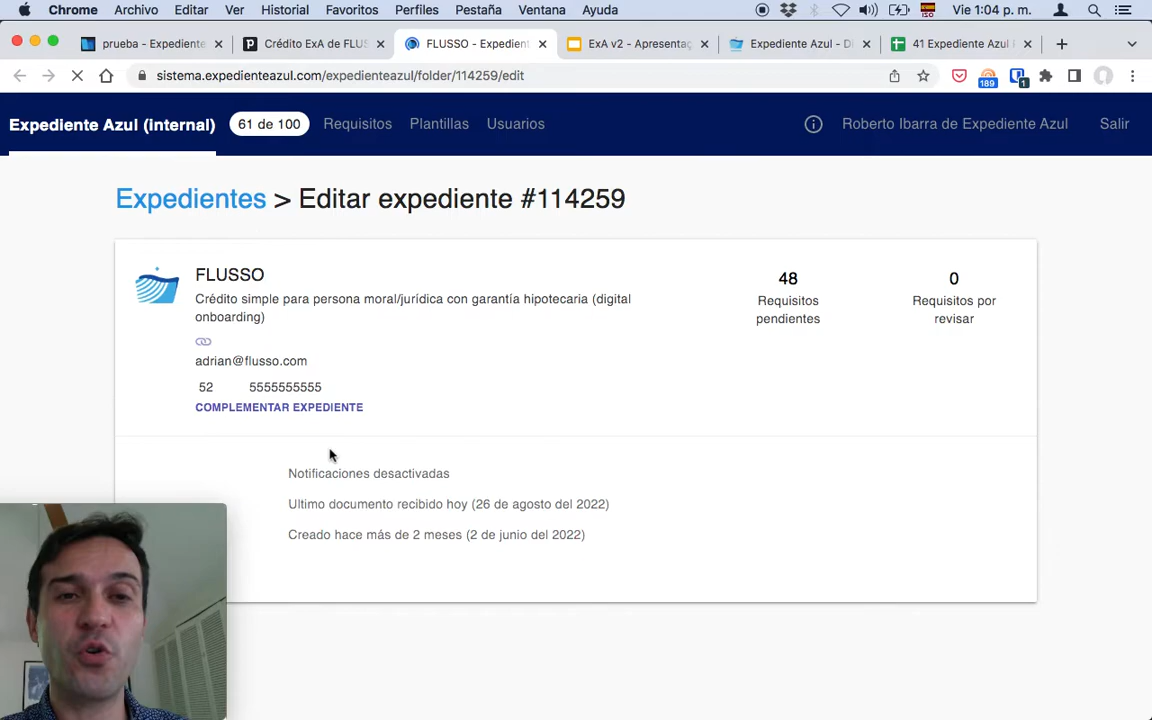 Chrome Archivo Editar Ver Historial Favoritos Perfiles Pestaña Ventana Ayuda ISO Vie 1:04 p. m.
prueba - Expediente
Crédito ExA de FLUS
FLUSSO - Expedient
ExA v2 - Apresentaç
Expediente Azul - D
41 Expediente Azul
sistema.expedienteazul.com/expedienteazul/folder/114259/edit
189
1
Expediente Azul (internal) 61 de 100 Requisitos Plantillas Usuarios Roberto Ibarra de Expediente Azul Salir
Expedientes > Editar expediente #114259
FLUSSO
Crédito simple para persona moral/jurídica con garantía hipotecaria (digital
onboarding)
adrian@flusso.com
52 5555555555
COMPLEMENTAR EXPEDIENTE
48
Requisitos
pendientes
0
Requisitos por
revisar
Notificaciones desactivadas
Ultimo documento recibido hoy (26 de agosto del 2022)
Creado hace más de 2 meses (2 de junio del 2022)